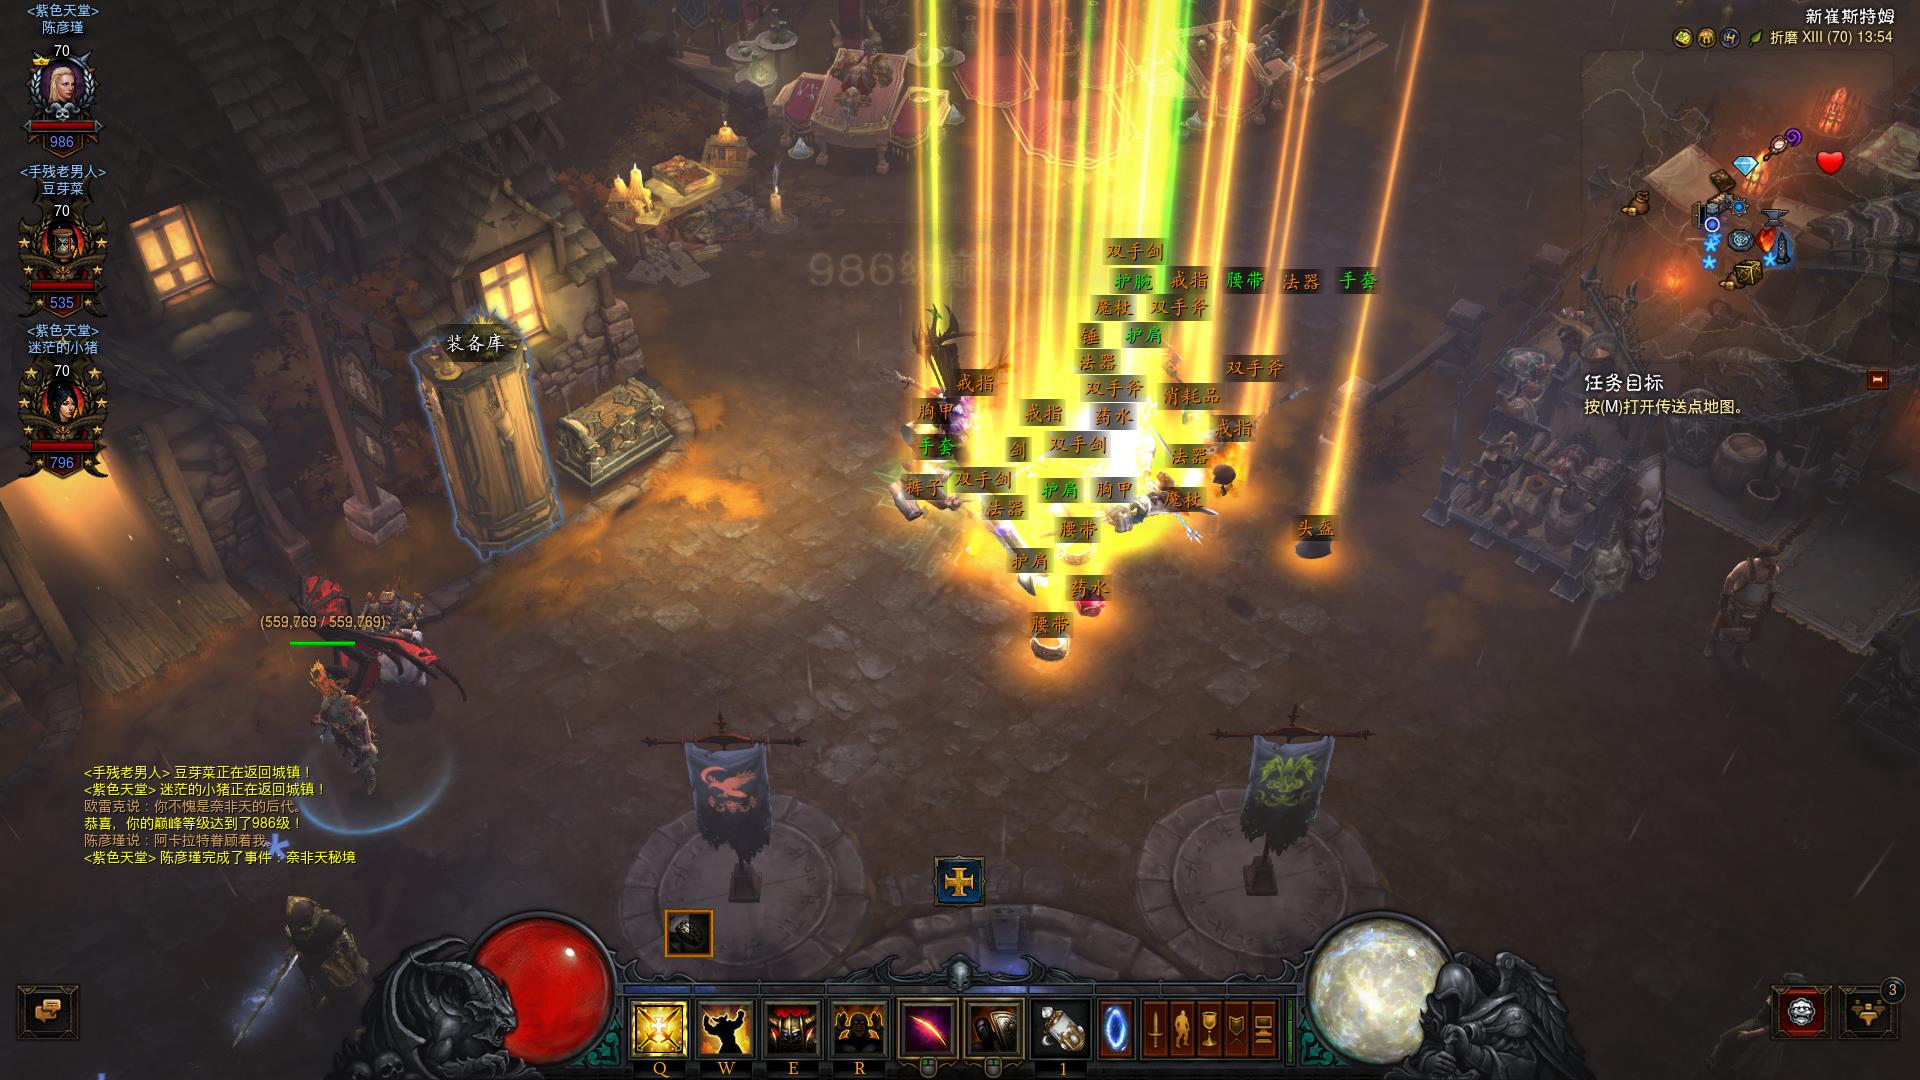 <紫色天堂>
陈彦瑾
70
986
<手残老男人>
豆芽菜
70
535
<紫色天堂>
迷茫的小猪
70
796
新崔斯特姆
折磨 XIII (70) 13:54
任务目标
按(M)打开传送点地图。
装备库
双手剑
护腕 戒指 腰带 法器 手套
魔杖 双手斧
锤 护肩
法器 双手斧
戒指 双手斧 消耗品
胸甲 戒指 药水 戒指
手套 剑 双手剑 法器
裤子 双手剑 护肩 胸甲 魔杖
法器
腰带 头盔
护肩
药水
腰带
(559,769 / 559,769)
<手残老男人> 豆芽菜正在返回城镇！
<紫色天堂> 迷茫的小猪正在返回城镇！
欧雷克说：你不愧是奈非天的后代。
恭喜，你的巅峰等级达到了986级！
陈彦瑾说：阿卡拉特眷顾着我。
<紫色天堂> 陈彦瑾完成了事件：奈非天秘境
3
Q W E R 1